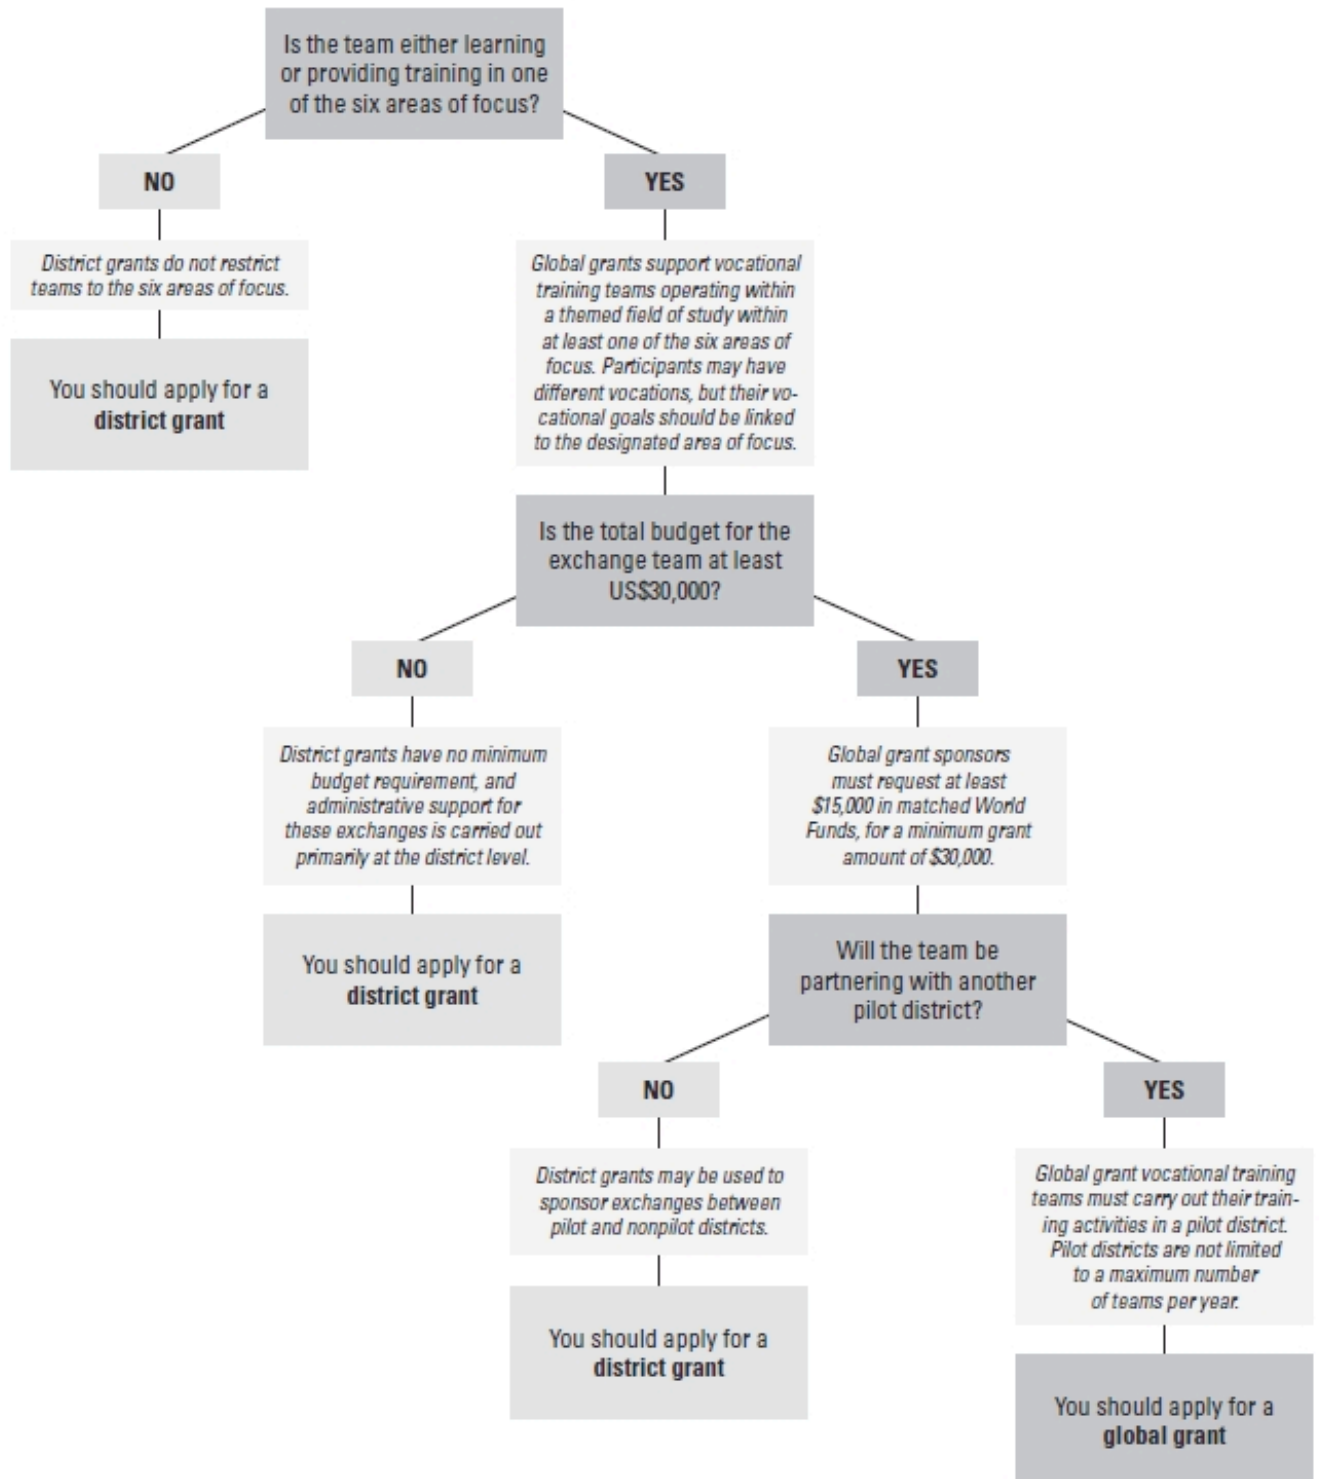 Is the team either learning
or providing training in one
of the six areas of focus?
NO
YES
District grants do not restrict
teams to the six areas of focus.
You should apply for a
district grant
Global grants support vocational
training teams operating within
a themed field of study within
at least one of the six areas of
focus. Participants may have
different vocations, but their vo-
cational goals should be linked
to the designated area of focus.
Is the total budget for the
exchange team at least
US$30,000?
NO
YES
District grants have no minimum
budget requirement, and
administrative support for
these exchanges is carried out
primarily at the district level.
You should apply for a
district grant
Global grant sponsors
must request at least
$15,000 in matched World
Funds, for a minimum grant
amount of $30,000.
Will the team be
partnering with another
pilot district?
NO
YES
District grants may be used to
sponsor exchanges between
pilot and nonpilot districts.
You should apply for a
district grant
Global grant vocational training
teams must carry out their train-
ing activities in a pilot district.
Pilot districts are not limited
to a maximum number
of teams per year.
You should apply for a
global grant